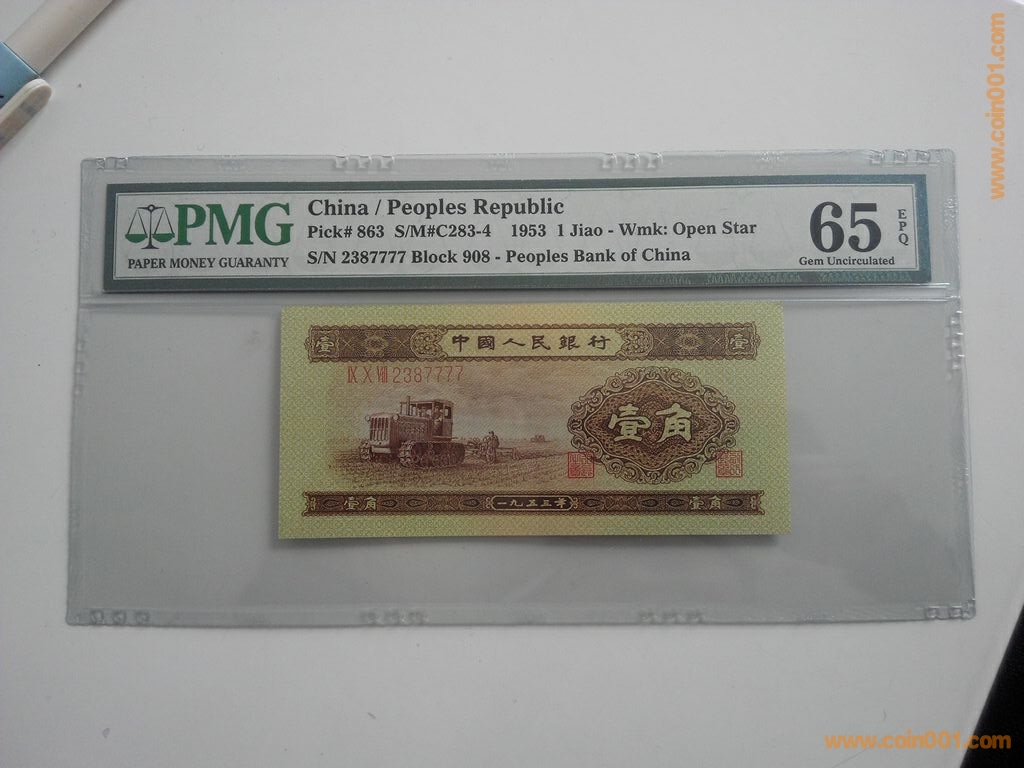 www.coin001.com
PMG
PAPER MONEY GUARANTY
China / Peoples Republic
Pick# 863 S/M#C283-4 1953 1 Jiao - Wmk: Open Star
S/N 2387777 Block 908 - Peoples Bank of China
65
EPQ
Gem Uncirculated
壹 中國人民銀行 壹
ⅨⅩⅧ 2387777
壹角
壹角 一九五三年 壹角
www.coin001.com